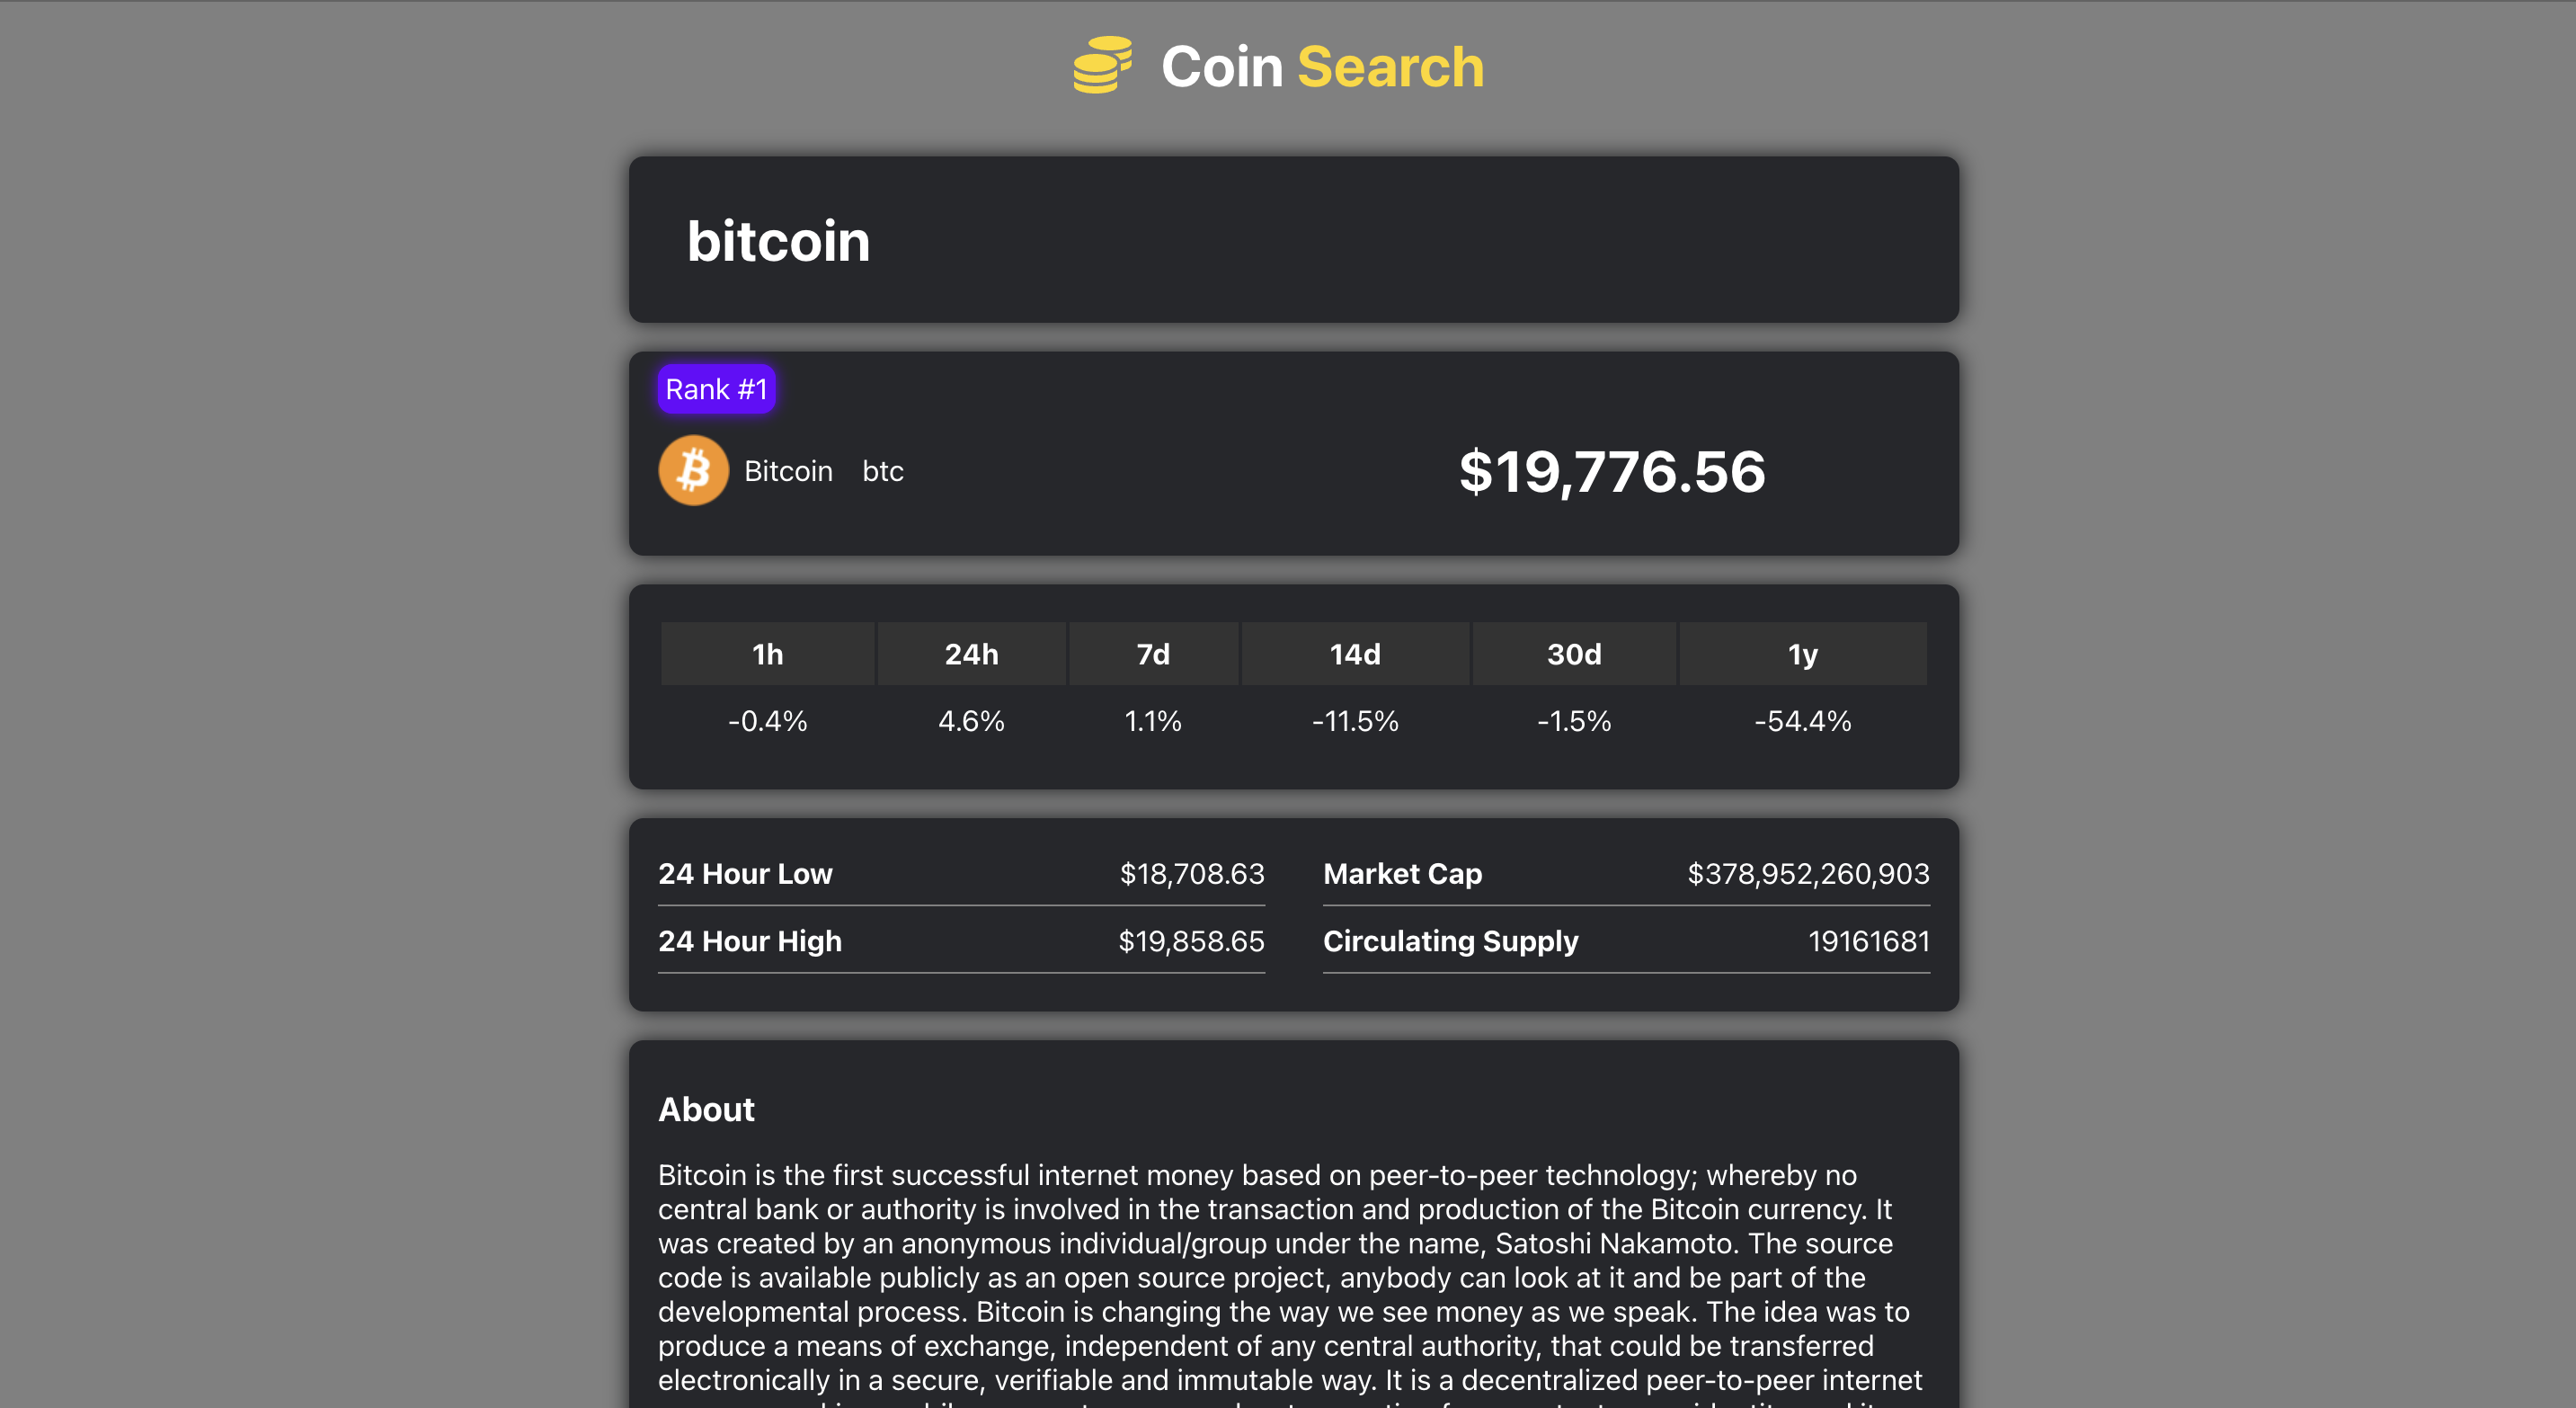 Coin Search
bitcoin
Rank #1
Bitcoin btc $19,776.56
1h 24h 7d 14d 30d 1y
-0.4% 4.6% 1.1% -11.5% -1.5% -54.4%
24 Hour Low $18,708.63 Market Cap $378,952,260,903
24 Hour High $19,858.65 Circulating Supply 19161681
About
Bitcoin is the first successful internet money based on peer-to-peer technology; whereby no
central bank or authority is involved in the transaction and production of the Bitcoin currency. It
was created by an anonymous individual/group under the name, Satoshi Nakamoto. The source
code is available publicly as an open source project, anybody can look at it and be part of the
developmental process. Bitcoin is changing the way we see money as we speak. The idea was to
produce a means of exchange, independent of any central authority, that could be transferred
electronically in a secure, verifiable and immutable way. It is a decentralized peer-to-peer internet